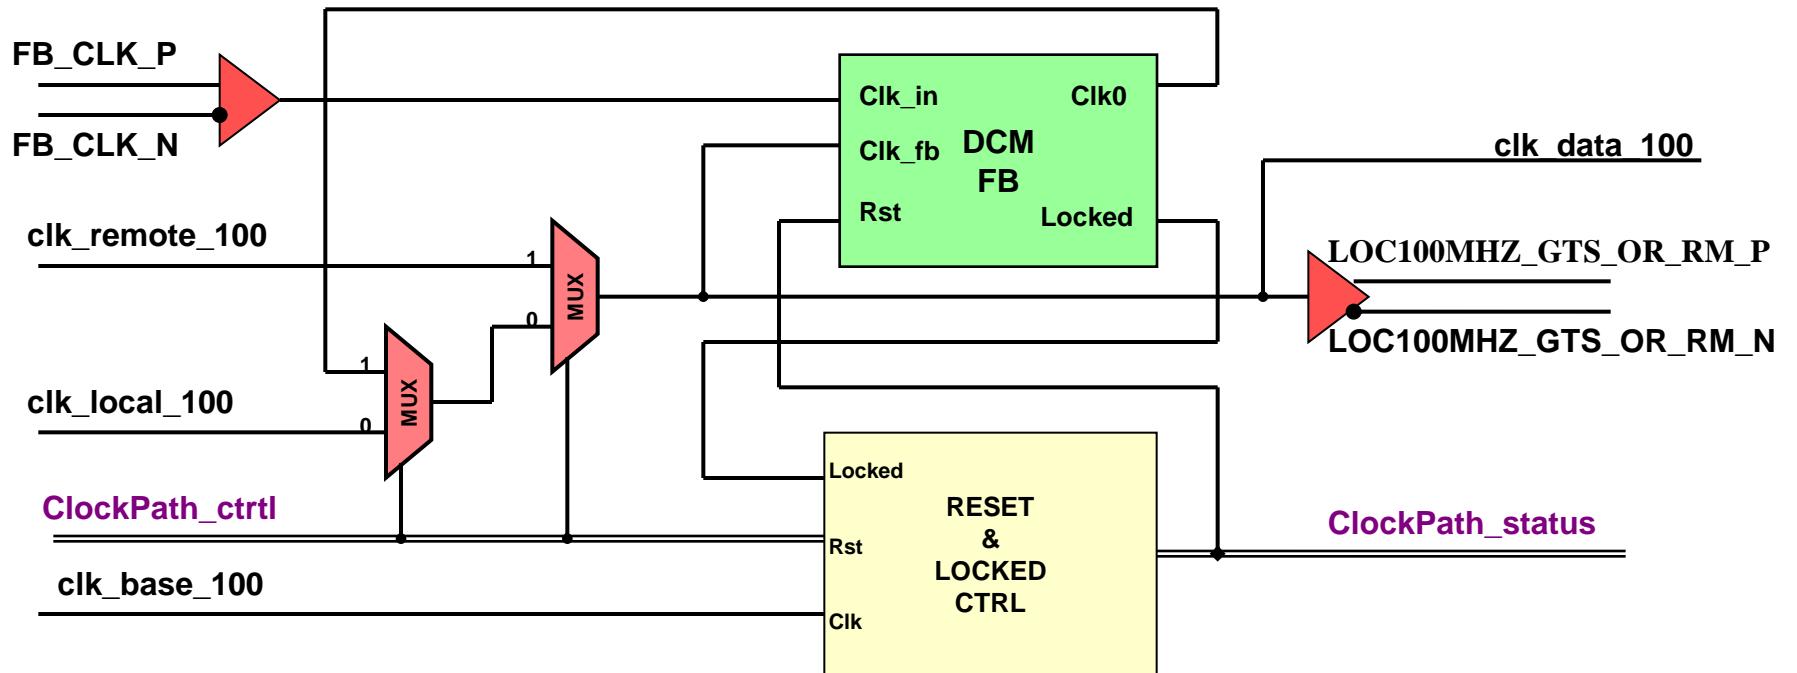 FB_CLK_P
FB_CLK_N
Clk_in
Clk0
Clk_fb
DCM
FB
Rst
Locked
clk_data_100
clk_remote_100
1
MUX
0
LOC100MHZ_GTS_OR_RM_P
LOC100MHZ_GTS_OR_RM_N
1
MUX
clk_local_100
0
ClockPath_ctrtl
Locked
RESET
&
LOCKED
CTRL
Rst
Clk
ClockPath_status
clk_base_100